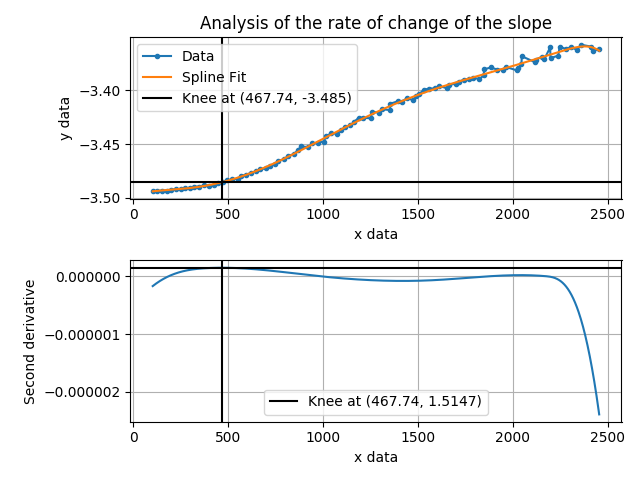 Analysis of the rate of change of the slope
Data
Spline Fit
Knee at (467.74, -3.485)
y data
−3.40
−3.45
−3.50
0 500 1000 1500 2000 2500
x data
Second derivative
0.000000
−0.000001
−0.000002
Knee at (467.74, 1.5147)
0 500 1000 1500 2000 2500
x data